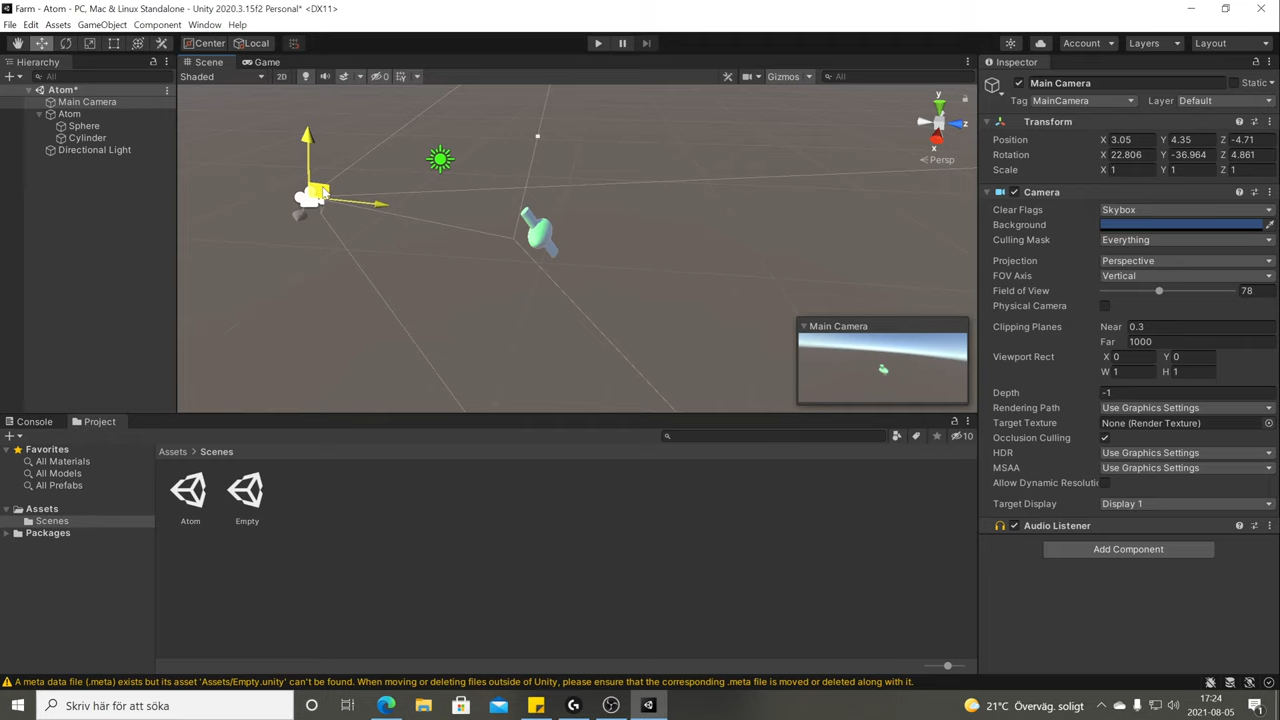 Farm - Atom - PC, Mac & Linux Standalone - Unity 2020.3.15f2 Personal* <DX11>
File Edit Assets GameObject Component Window Help
Center Local Account Layers Layout
Hierarchy Scene Game Inspector
All Shaded 2D 0 Gizmos All Main Camera Static
Atom*
Main Camera
Atom
Sphere
Cylinder
Directional Light
y
z
x
Persp
Main Camera
Tag MainCamera Layer Default
Transform
Position X 3.05 Y 4.35 Z -4.71
Rotation X 22.806 Y -36.964 Z 4.861
Scale X 1 Y 1 Z 1
Camera
Clear Flags Skybox
Background
Culling Mask Everything
Projection Perspective
FOV Axis Vertical
Field of View 78
Physical Camera
Clipping Planes Near 0.3
Far 1000
Viewport Rect X 0 Y 0
W 1 H 1
Depth -1
Rendering Path Use Graphics Settings
Target Texture None (Render Texture)
Occlusion Culling
HDR Use Graphics Settings
MSAA Use Graphics Settings
Allow Dynamic Resolutio
Target Display Display 1
Audio Listener
Add Component
Console Project
10
Favorites
All Materials
All Models
All Prefabs
Assets
Scenes
Packages
Assets Scenes
Atom Empty
A meta data file (.meta) exists but its asset 'Assets/Empty.unity' can't be found. When moving or deleting files outside of Unity, please ensure that the corresponding .meta file is moved or deleted along with it.
Skriv här för att söka
21°C Överväg. soligt
17:24
2021-08-05
1